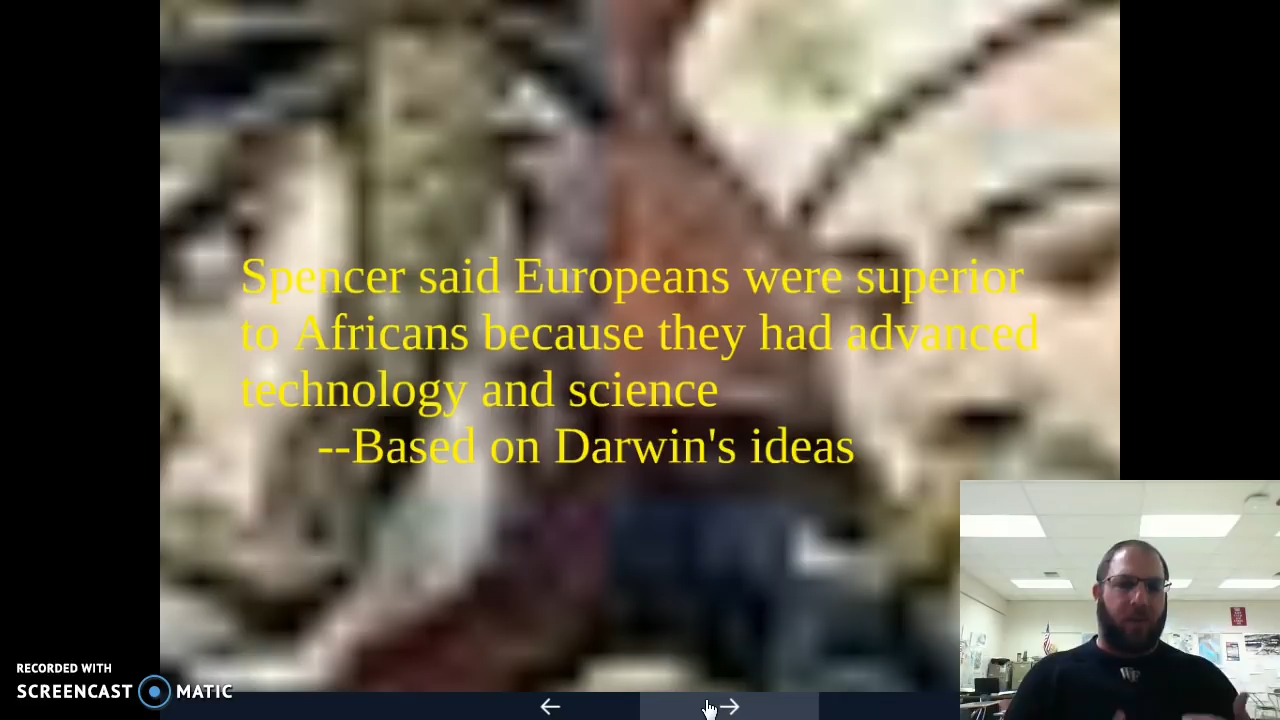 Spencer said Europeans were superior
to Africans because they had advanced
technology and science
--Based on Darwin's ideas
RECORDED WITH
SCREENCAST MATIC